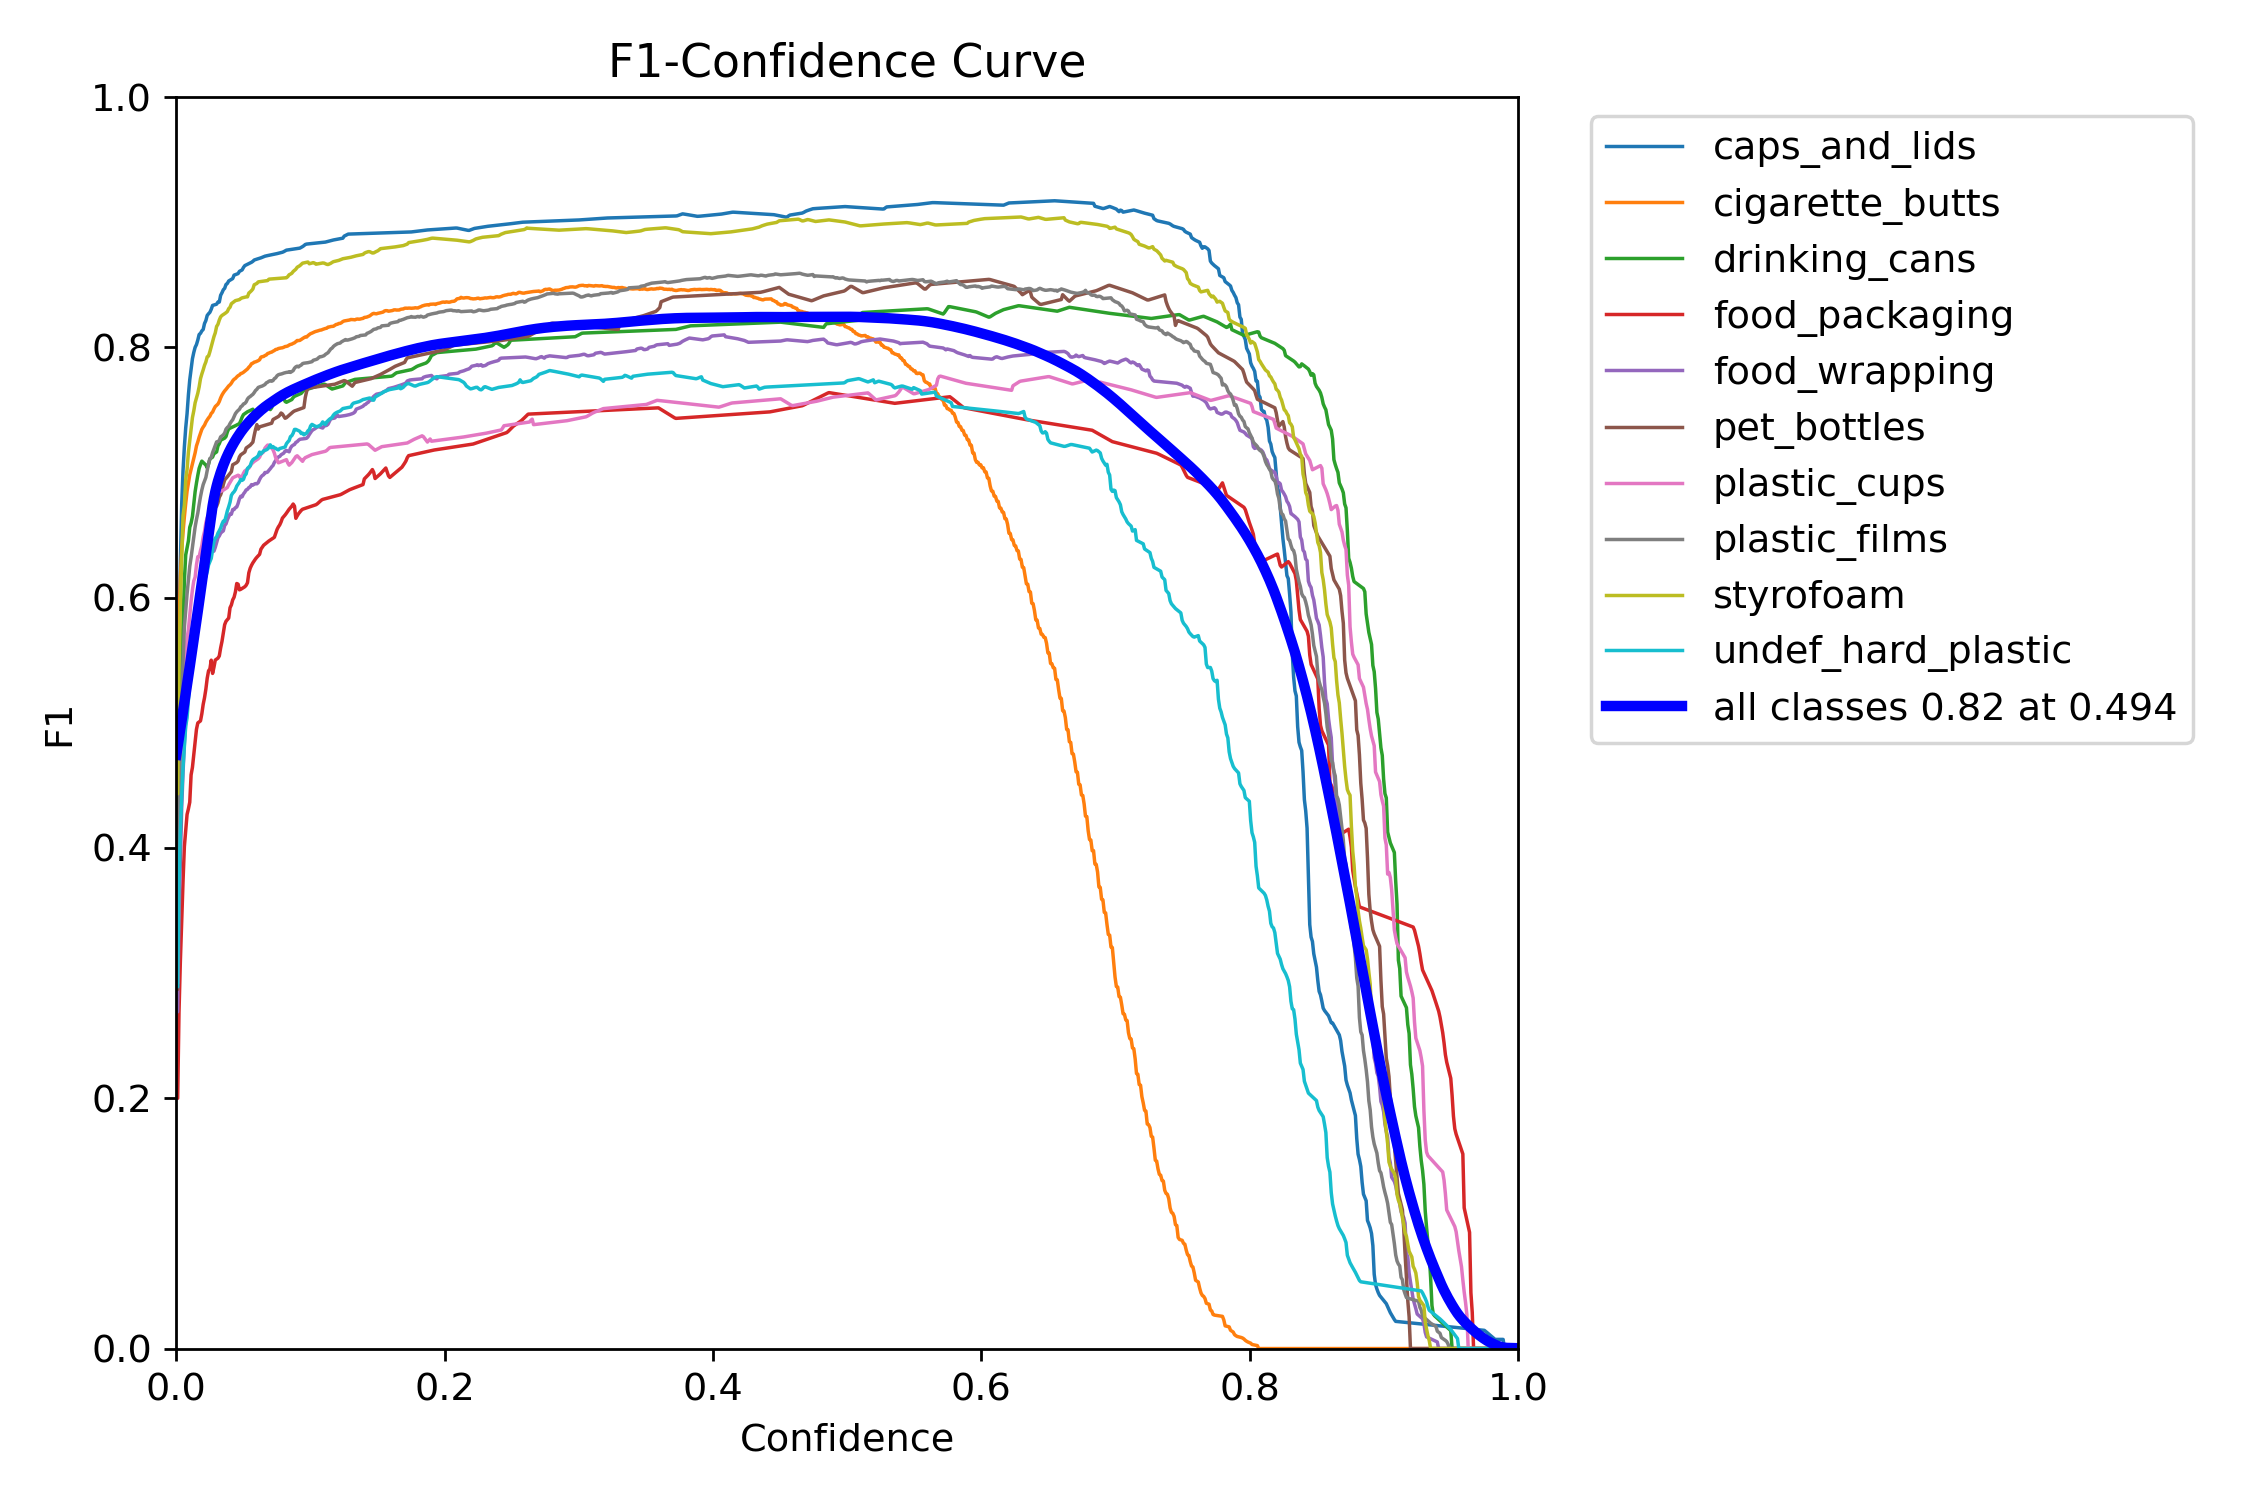 F1-Confidence Curve
1.0
0.8
0.6
0.4
0.2
0.0
F1
0.0 0.2 0.4 0.6 0.8 1.0
Confidence
caps_and_lids
cigarette_butts
drinking_cans
food_packaging
food_wrapping
pet_bottles
plastic_cups
plastic_films
styrofoam
undef_hard_plastic
all classes 0.82 at 0.494